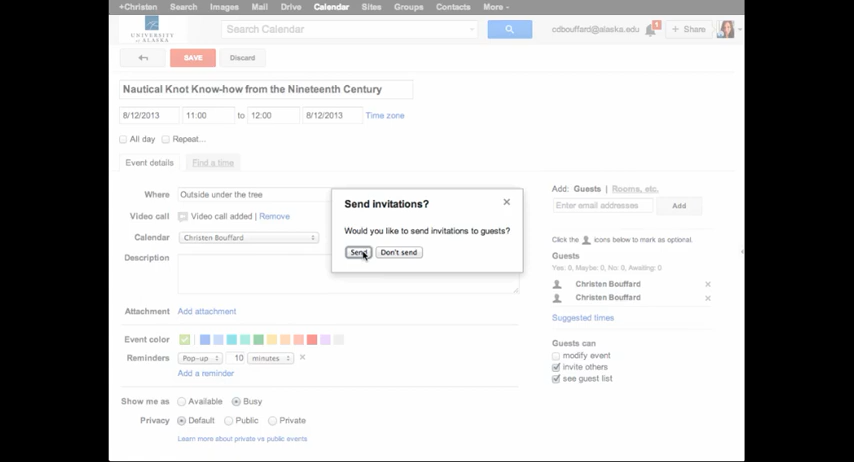 +Christen Search Images Mail Drive Calendar Sites Groups Contacts More
UNIVERSITY of ALASKA Search Calendar cdbouffard@alaska.edu 1 + Share
SAVE Discard
Nautical Knot Know-how from the Nineteenth Century
8/12/2013 11:00 to 12:00 8/12/2013 Time zone
All day Repeat...
Event details Find a time
Where Outside under the tree
Video call Video call added | Remove
Calendar Christen Bouffard
Description
Attachment Add attachment
Event color
Reminders Pop-up 10 minutes ×
Add a reminder
Show me as Available Busy
Privacy Default Public Private
Learn more about private vs public events
Send invitations? ×
Would you like to send invitations to guests?
Send Don't send
Add: Guests | Rooms, etc.
Enter email addresses Add
Click the icons below to mark as optional.
Guests
Yes: 0, Maybe: 0, No: 0, Awaiting: 0
Christen Bouffard ×
Christen Bouffard ×
Suggested times
Guests can
modify event
invite others
see guest list